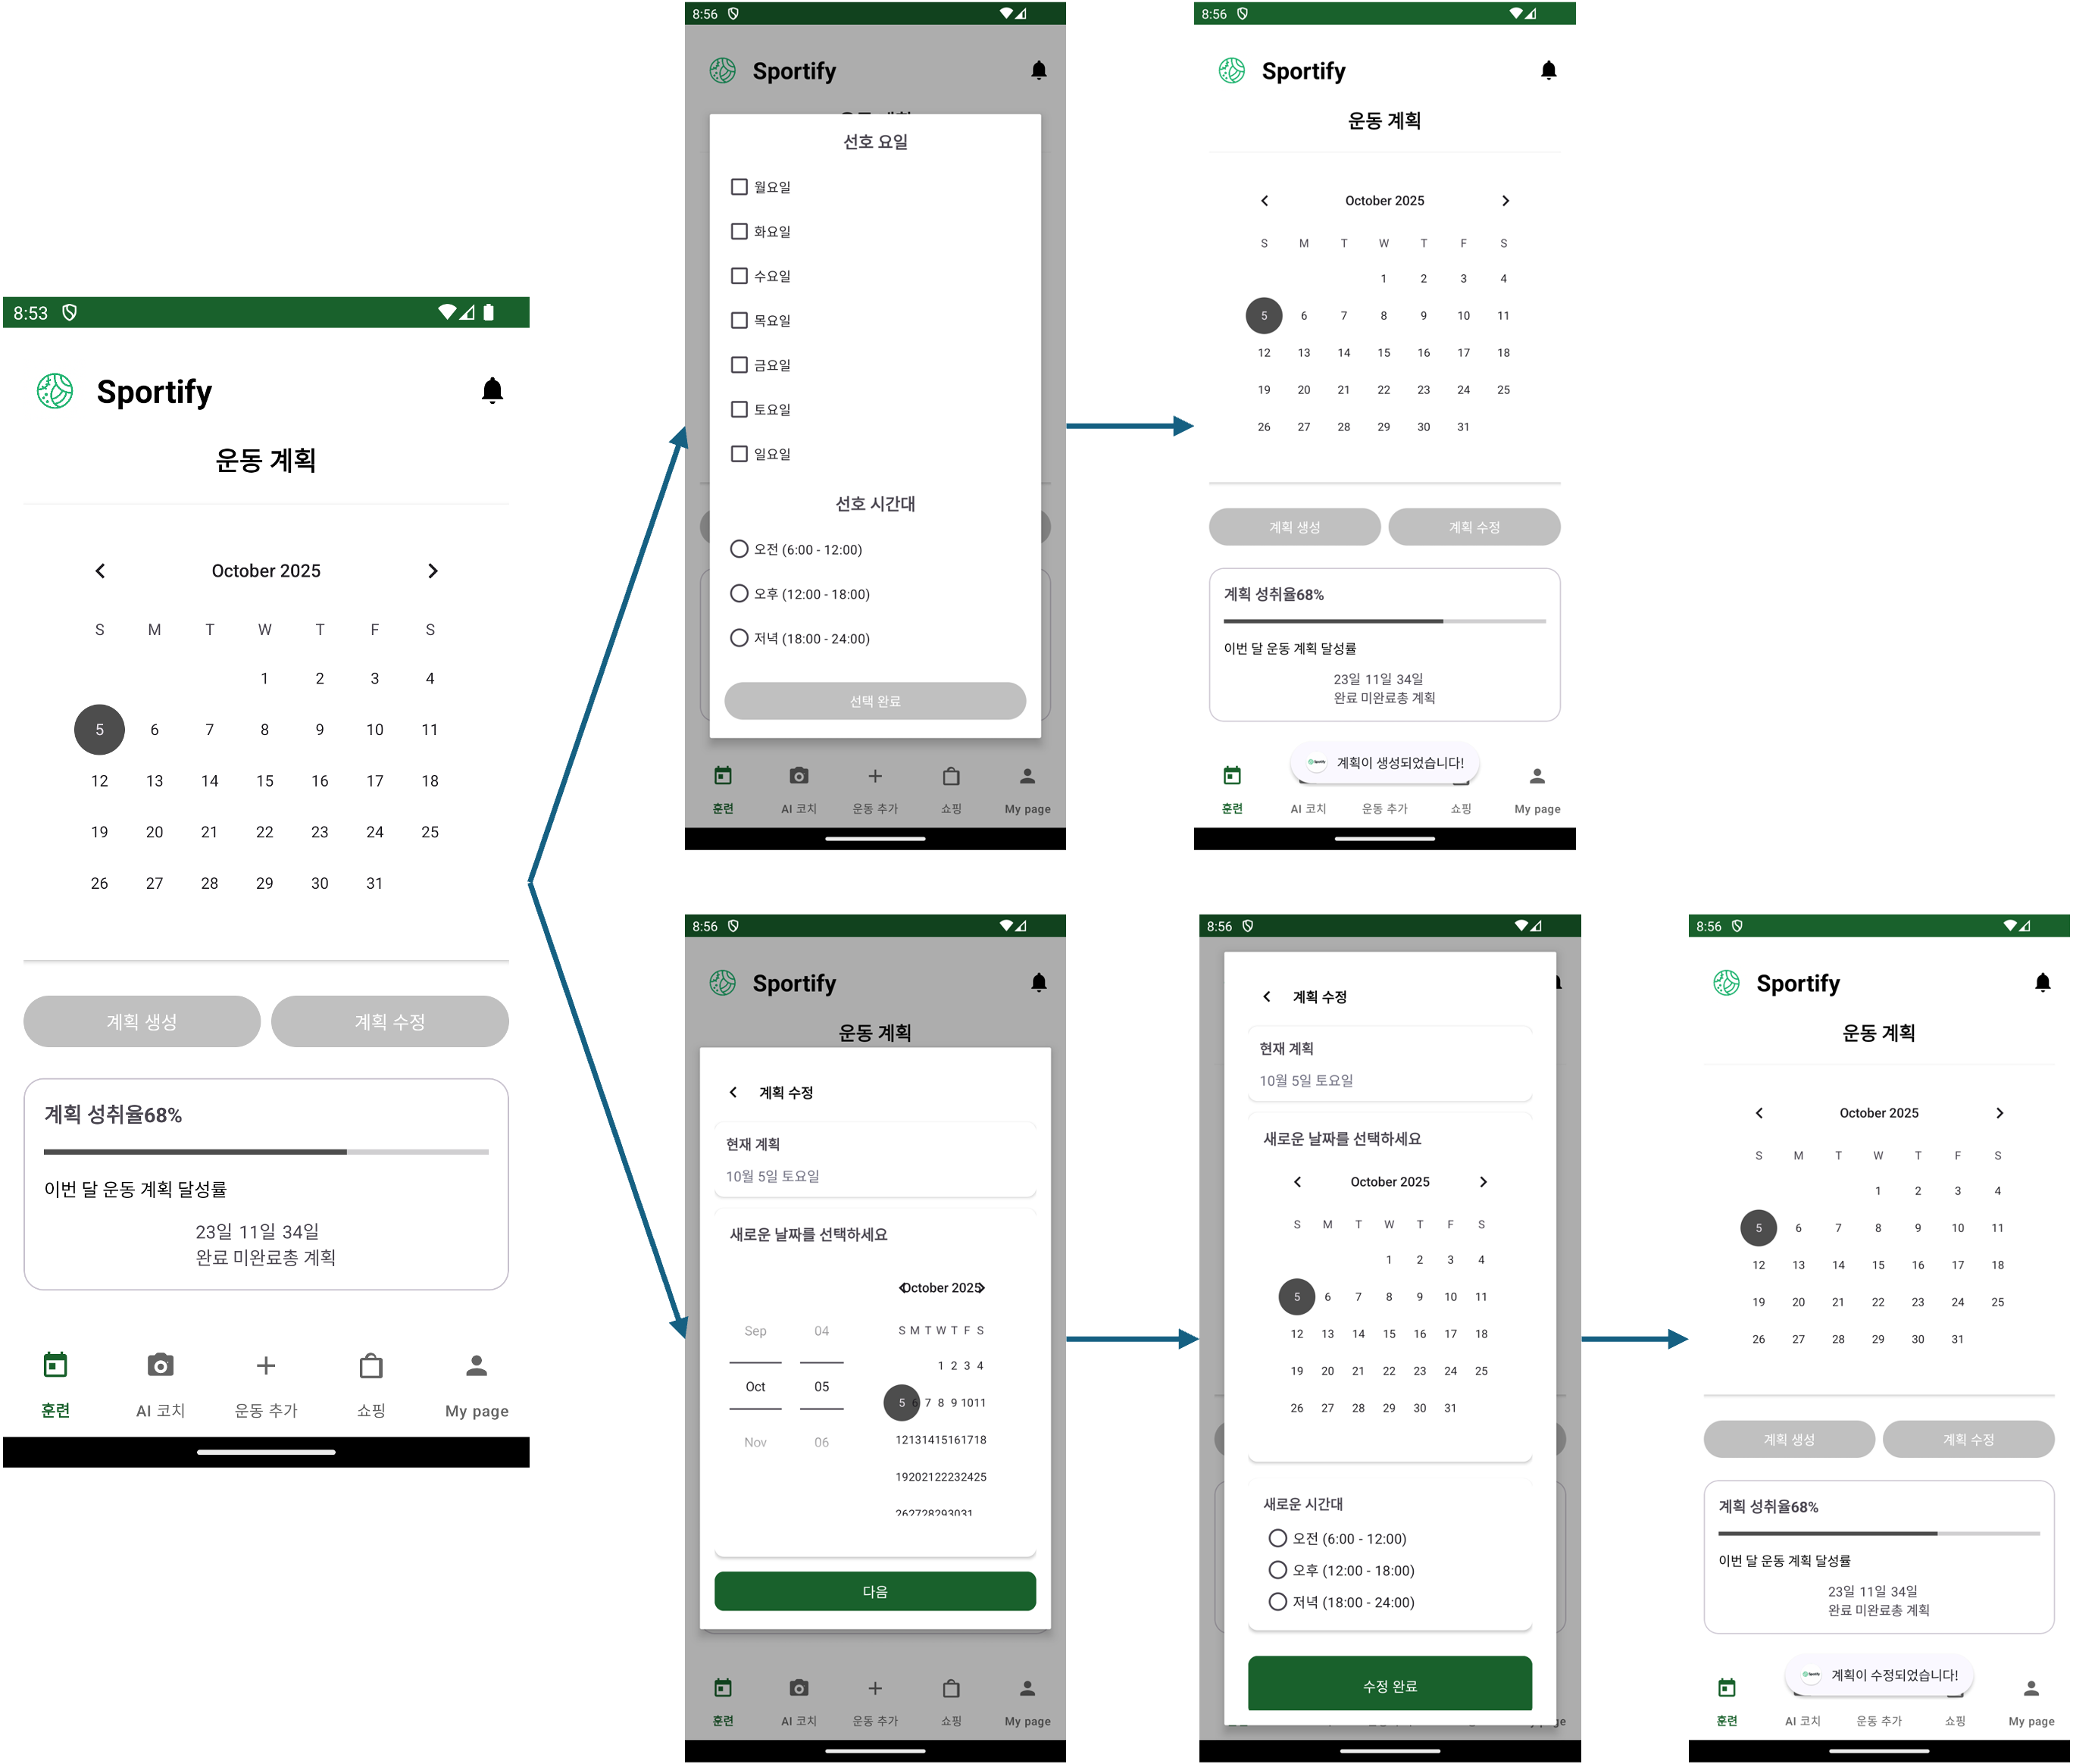 8:53
Sportify
운동 계획
October 2025
S M T W T F S
1 2 3 4
5 6 7 8 9 10 11
12 13 14 15 16 17 18
19 20 21 22 23 24 25
26 27 28 29 30 31
계획 생성 계획 수정
계획 성취율68%
이번 달 운동 계획 달성률
23일 11일 34일
완료 미완료총 계획
훈련 AI 코치 운동 추가 쇼핑 My page
8:56
Sportify
선호 요일
월요일
화요일
수요일
목요일
금요일
토요일
일요일
선호 시간대
오전 (6:00 - 12:00)
오후 (12:00 - 18:00)
저녁 (18:00 - 24:00)
선택 완료
훈련 AI 코치 운동 추가 쇼핑 My page
8:56
Sportify
운동 계획
October 2025
S M T W T F S
1 2 3 4
5 6 7 8 9 10 11
12 13 14 15 16 17 18
19 20 21 22 23 24 25
26 27 28 29 30 31
계획 생성 계획 수정
계획 성취율68%
이번 달 운동 계획 달성률
23일 11일 34일
완료 미완료총 계획
Sportify 계획이 생성되었습니다!
훈련 AI 코치 운동 추가 쇼핑 My page
8:56
Sportify
운동 계획
계획 수정
현재 계획
10월 5일 토요일
새로운 날짜를 선택하세요
October 2025
Sep 04 S M T W T F S
1 2 3 4
Oct 05
5 6 7 8 9 1011
Nov 06 12131415161718
19202122232425
262728293031
다음
훈련 AI 코치 운동 추가 쇼핑 My page
8:56
계획 수정
현재 계획
10월 5일 토요일
새로운 날짜를 선택하세요
October 2025
S M T W T F S
1 2 3 4
5 6 7 8 9 10 11
12 13 14 15 16 17 18
19 20 21 22 23 24 25
26 27 28 29 30 31
새로운 시간대
오전 (6:00 - 12:00)
오후 (12:00 - 18:00)
저녁 (18:00 - 24:00)
수정 완료
8:56
Sportify
운동 계획
October 2025
S M T W T F S
1 2 3 4
5 6 7 8 9 10 11
12 13 14 15 16 17 18
19 20 21 22 23 24 25
26 27 28 29 30 31
계획 생성 계획 수정
계획 성취율68%
이번 달 운동 계획 달성률
23일 11일 34일
완료 미완료총 계획
Sportify 계획이 수정되었습니다!
훈련 AI 코치 운동 추가 쇼핑 My page